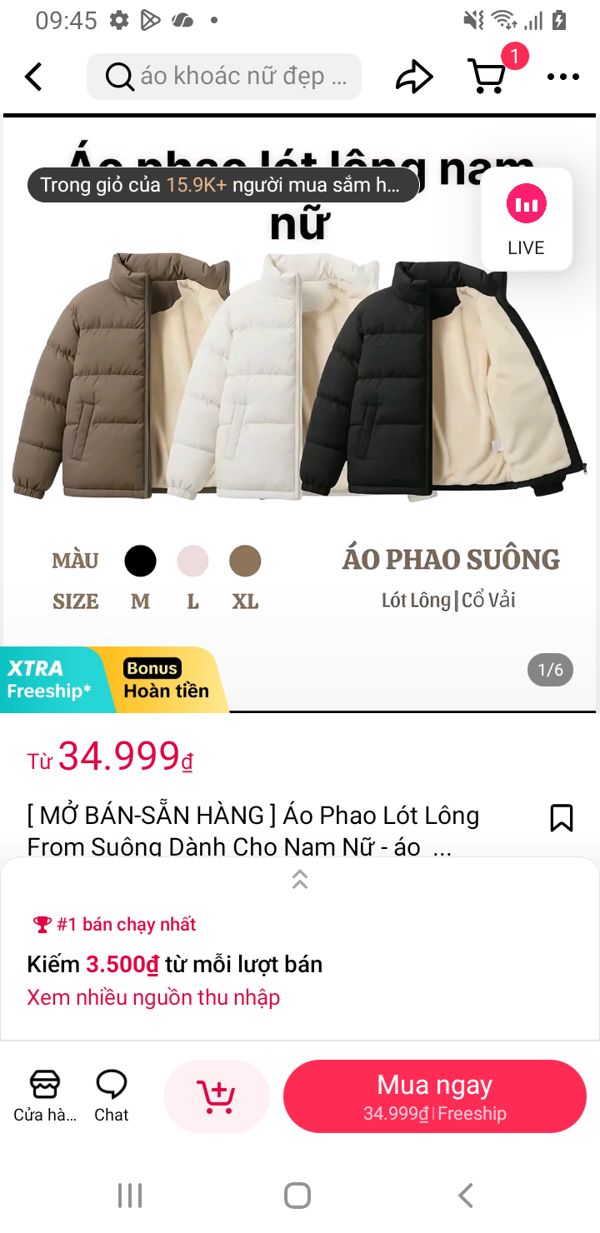 09:45
áo khoác nữ đẹp ...
1
Áo phao lót lông nam
nữ
Trong giỏ của 15.9K+ người mua sắm h...
LIVE
MÀU
SIZE M L XL
ÁO PHAO SUÔNG
Lót Lông|Cổ Vải
XTRA
Freeship*
Bonus
Hoàn tiền
1/6
Từ 34.999₫
[ MỞ BÁN-SẴN HÀNG ] Áo Phao Lót Lông
From Suông Dành Cho Nam Nữ - áo ...
#1 bán chạy nhất
Kiếm 3.500₫ từ mỗi lượt bán
Xem nhiều nguồn thu nhập
Cửa hà...
Chat
Mua ngay
34.999₫|Freeship